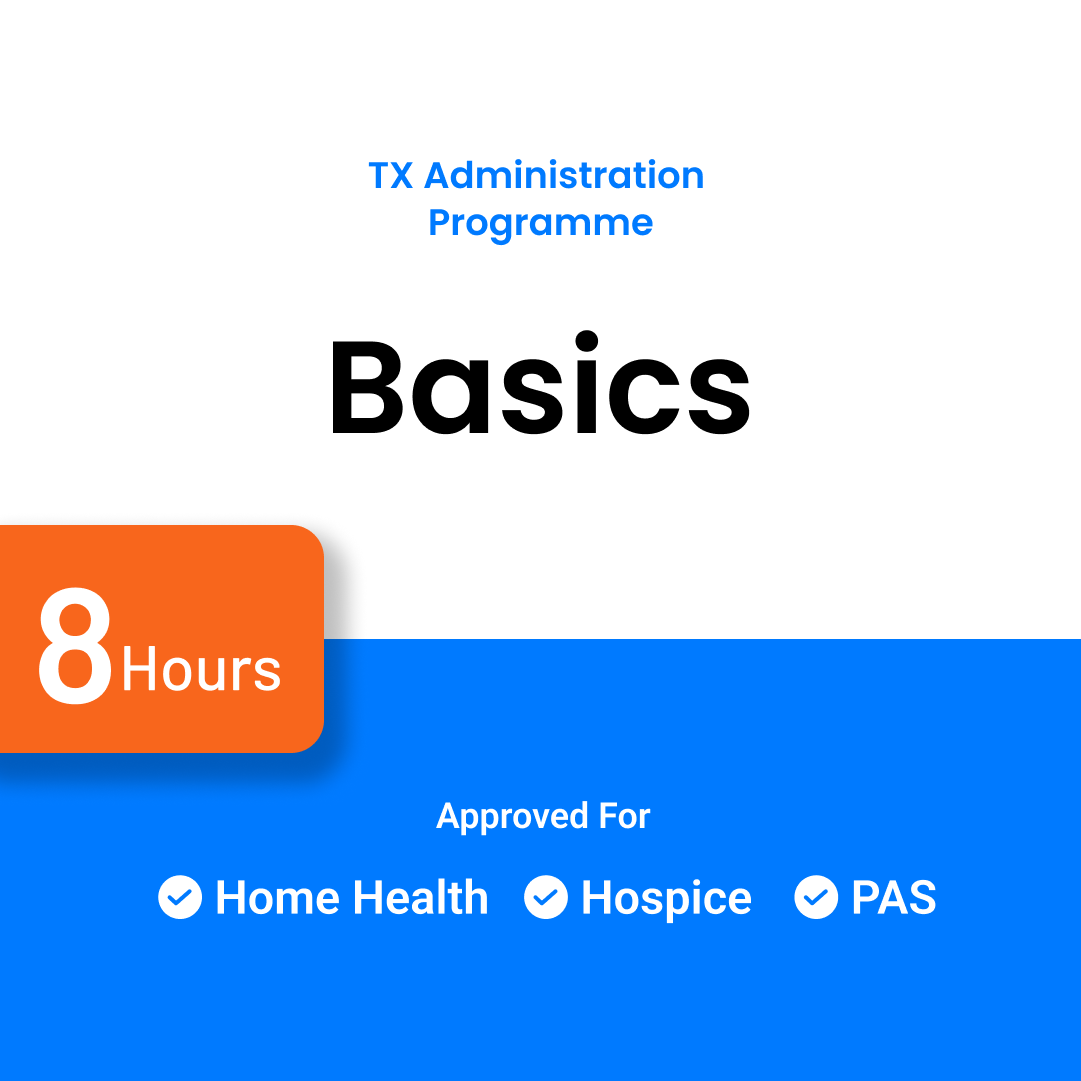 TX Administration
Programme
Basics
8 Hours
Approved For
Home Health Hospice PAS